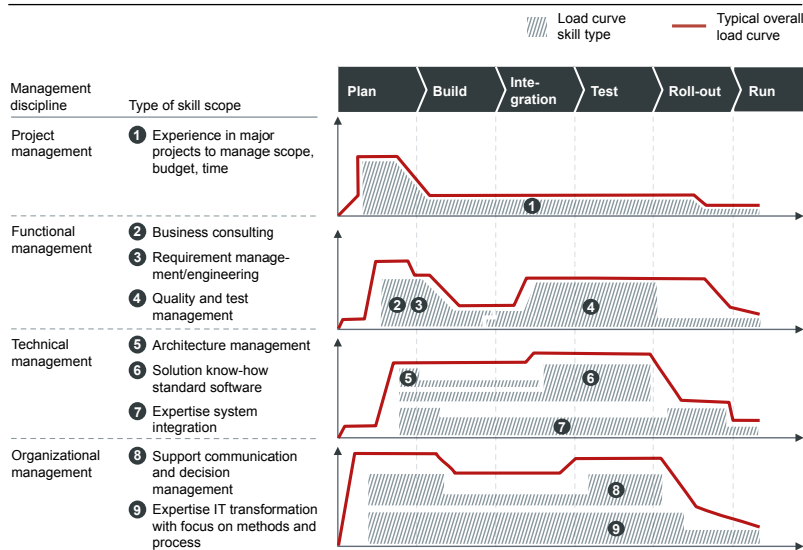 Load curve
skill type
Typical overall
load curve
Management
discipline
Type of skill scope
Plan
Build
Inte-
gration
Test
Roll-out
Run
Project
management
1 Experience in major
projects to manage scope,
budget, time
1
Functional
management
2 Business consulting
3 Requirement manage-
ment/engineering
4 Quality and test
management
2 3 4
Technical
management
5 Architecture management
6 Solution know-how
standard software
7 Expertise system
integration
5 6
7
Organizational
management
8 Support communication
and decision
management
9 Expertise IT transformation
with focus on methods and
process
8
9